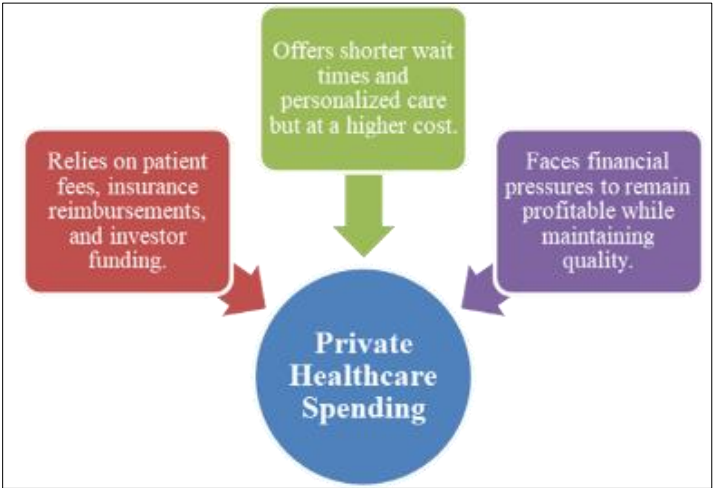 Offers shorter wait
times and
personalized care
but at a higher cost.
Relies on patient
fees, insurance
reimbursements,
and investor
funding.
Faces financial
pressures to remain
profitable while
maintaining
quality.
Private
Healthcare
Spending